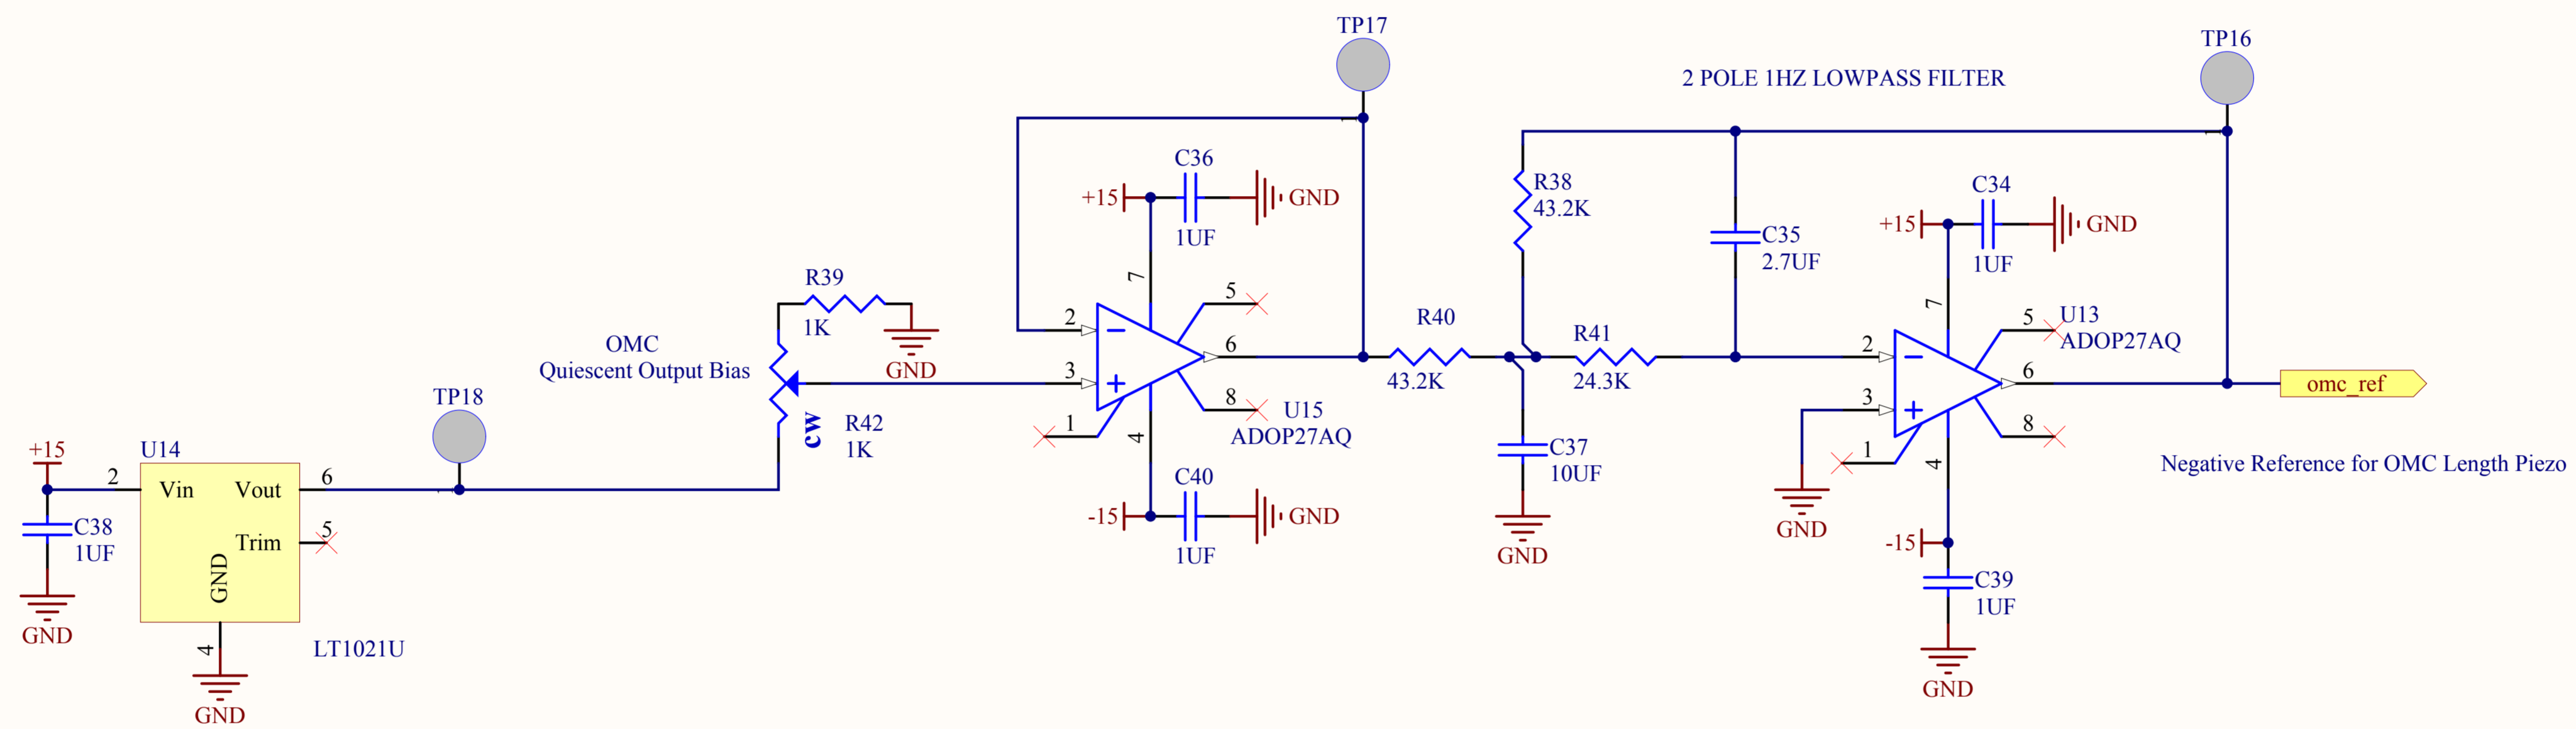 TP17
TP16
2 POLE 1HZ LOWPASS FILTER
C36
+15
GND
1UF
7
R38
43.2K
C35
2.7UF
C34
+15
GND
1UF
7
R39
1K
GND
OMC
Quiescent Output Bias
cw
R42
1K
2
3
5
6
8
1
4
U15
ADOP27AQ
R40
43.2K
R41
24.3K
2
3
5
6
8
1
4
U13
ADOP27AQ
omc_ref
Negative Reference for OMC Length Piezo
TP18
+15
U14
2
Vin
Vout
6
Trim
5
GND
4
C38
1UF
GND
GND
LT1021U
C40
-15
GND
1UF
C37
10UF
GND
GND
-15
C39
1UF
GND